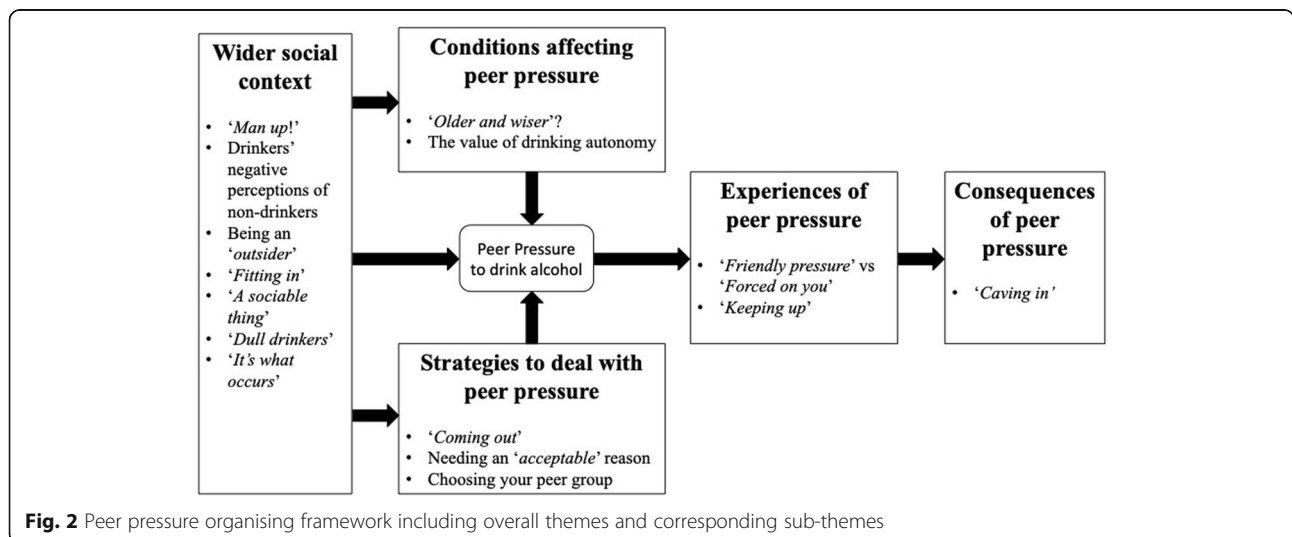 Wider social
context
• ‘Man up!’
• Drinkers’
negative
perceptions of
non-drinkers
• Being an
‘outsider’
• ‘Fitting in’
• ‘A sociable
thing’
• ‘Dull drinkers’
• ‘It’s what
occurs’
Conditions affecting
peer pressure
• ‘Older and wiser’?
• The value of drinking autonomy
Peer Pressure
to drink alcohol
Strategies to deal with
peer pressure
• ‘Coming out’
• Needing an ‘acceptable’ reason
• Choosing your peer group
Experiences of
peer pressure
• ‘Friendly pressure’ vs
‘Forced on you’
• ‘Keeping up’
Consequences
of peer
pressure
• ‘Caving in’
Fig. 2 Peer pressure organising framework including overall themes and corresponding sub-themes